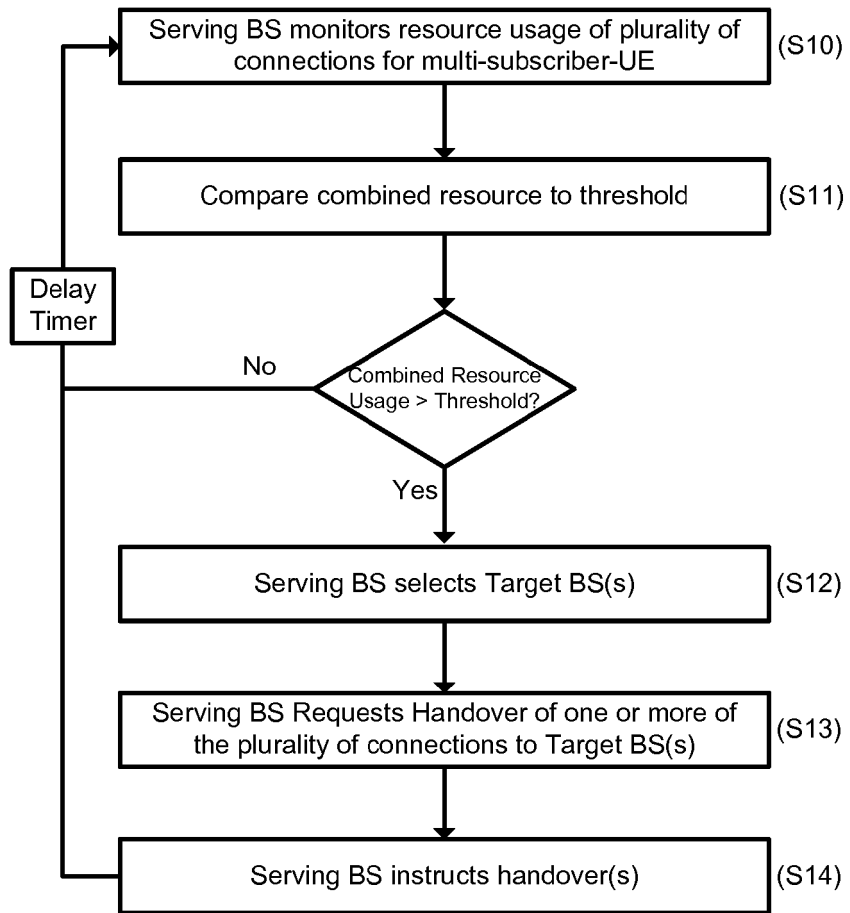 Serving BS monitors resource usage of plurality of
connections for multi-subscriber-UE
(S10)
Compare combined resource to threshold
(S11)
Delay
Timer
No
Combined Resource
Usage > Threshold?
Yes
Serving BS selects Target BS(s)
(S12)
Serving BS Requests Handover of one or more of
the plurality of connections to Target BS(s)
(S13)
Serving BS instructs handover(s)
(S14)